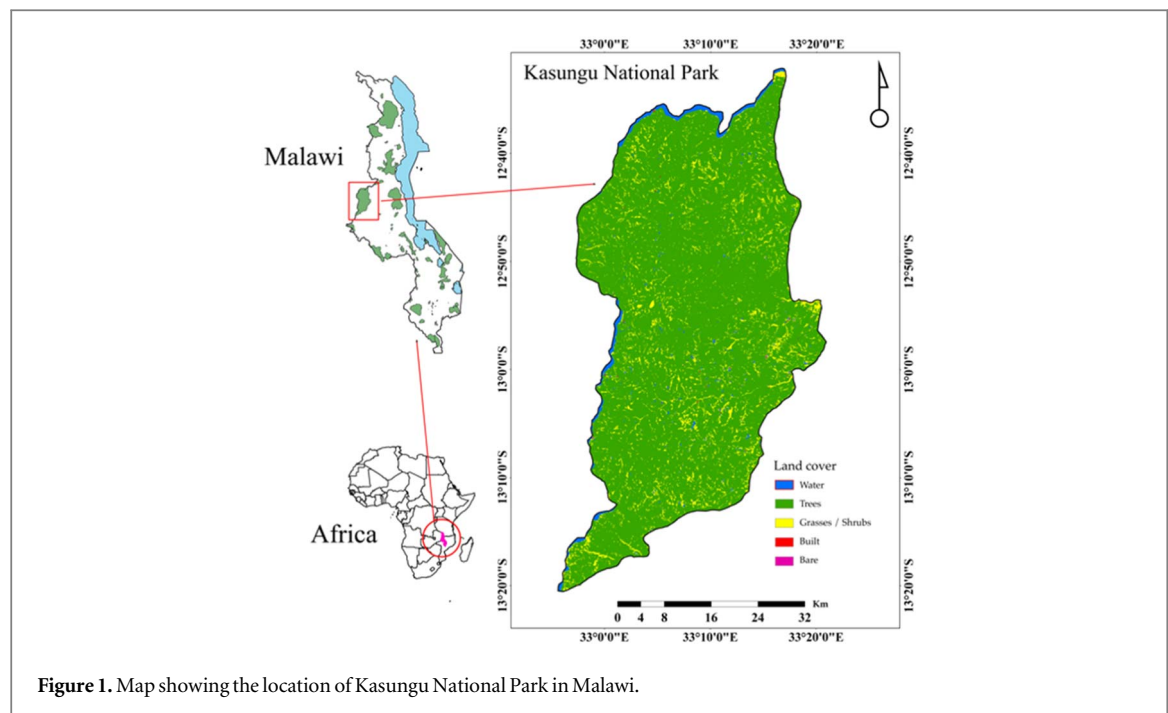 33°0'0"E 33°10'0"E 33°20'0"E
Kasungu National Park
Malawi
12°40'0"S 12°40'0"S
12°50'0"S 12°50'0"S
13°0'0"S 13°0'0"S
Land cover
Water
Trees
Grasses / Shrubs
Built
Bare
13°10'0"S 13°10'0"S
Africa
13°20'0"S 13°20'0"S
Km
0 4 8 16 24 32
33°0'0"E 33°10'0"E 33°20'0"E
Figure 1. Map showing the location of Kasungu National Park in Malawi.